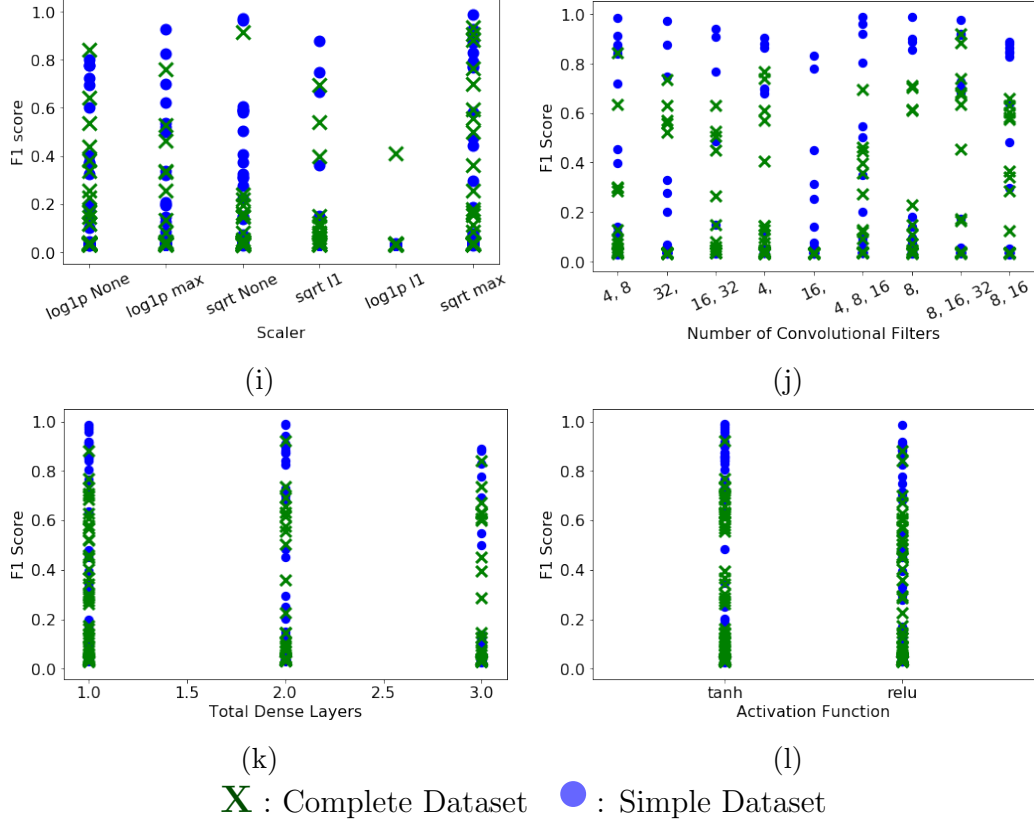 1.0
0.8
0.6
0.4
0.2
0.0
F1 score
log1p None
log1p max
sqrt None
sqrt l1
log1p l1
sqrt max
Scaler
(i)
1.0
0.8
0.6
0.4
0.2
0.0
F1 Score
4, 8
32,
16, 32
4,
16,
4, 8, 16
8,
8, 16, 32
8, 16
Number of Convolutional Filters
(j)
1.0
0.8
0.6
0.4
0.2
0.0
F1 Score
1.0 1.5 2.0 2.5 3.0
Total Dense Layers
(k)
1.0
0.8
0.6
0.4
0.2
0.0
F1 Score
tanh relu
Activation Function
(l)
X : Complete Dataset : Simple Dataset